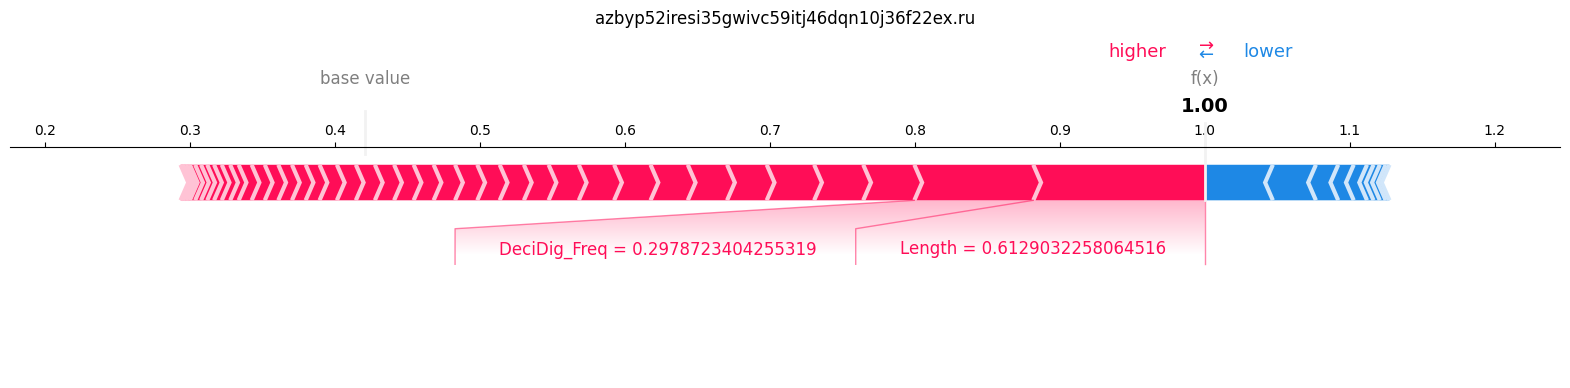 azbyp52iresi35gwivc59itj46dqn10j36f22ex.ru
higher → ← lower
base value f(x)
1.00
0.2 0.3 0.4 0.5 0.6 0.7 0.8 0.9 1.0 1.1 1.2
DeciDig_Freq = 0.2978723404255319 Length = 0.6129032258064516